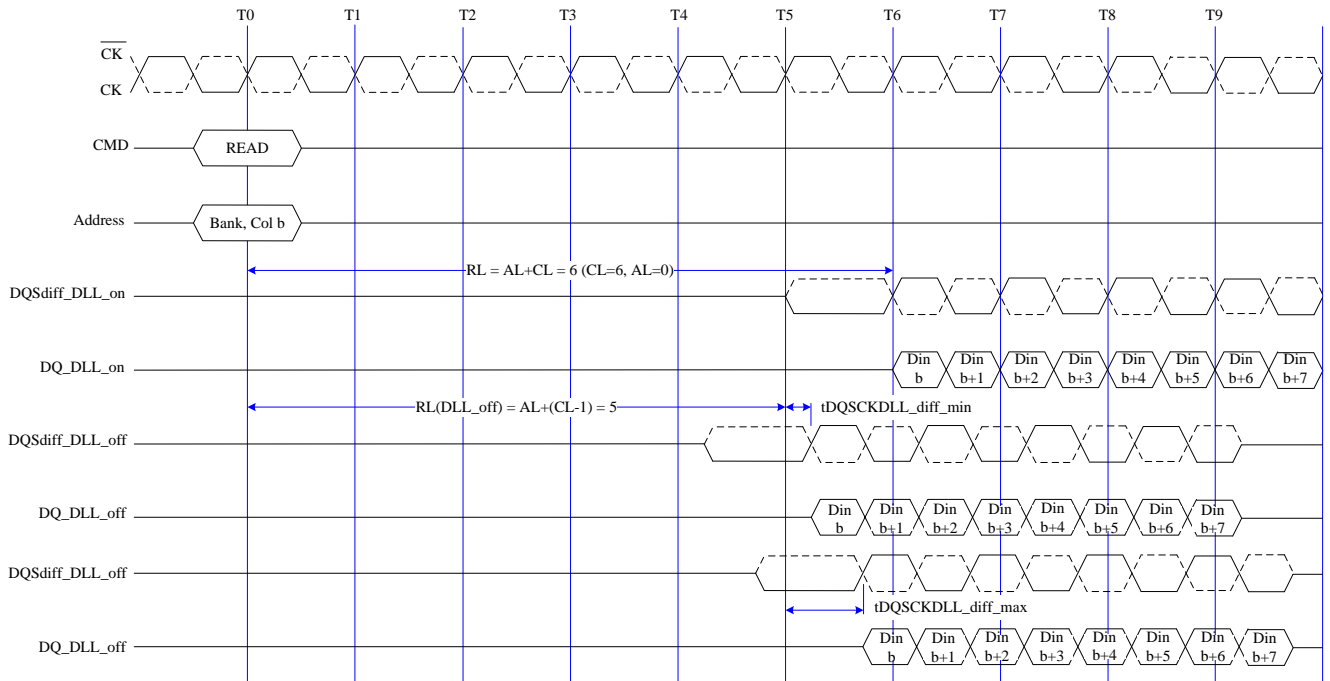 T0 T1 T2 T3 T4 T5 T6 T7 T8 T9
CK
CK
CMD READ
Address Bank, Col b
RL = AL+CL = 6 (CL=6, AL=0)
DQSdiff_DLL_on
DQ_DLL_on Din b Din b+1 Din b+2 Din b+3 Din b+4 Din b+5 Din b+6 Din b+7
RL(DLL_off) = AL+(CL-1) = 5 tDQSCKDLL_diff_min
DQSdiff_DLL_off
DQ_DLL_off Din b Din b+1 Din b+2 Din b+3 Din b+4 Din b+5 Din b+6 Din b+7
DQSdiff_DLL_off
tDQSCKDLL_diff_max
DQ_DLL_off Din b Din b+1 Din b+2 Din b+3 Din b+4 Din b+5 Din b+6 Din b+7